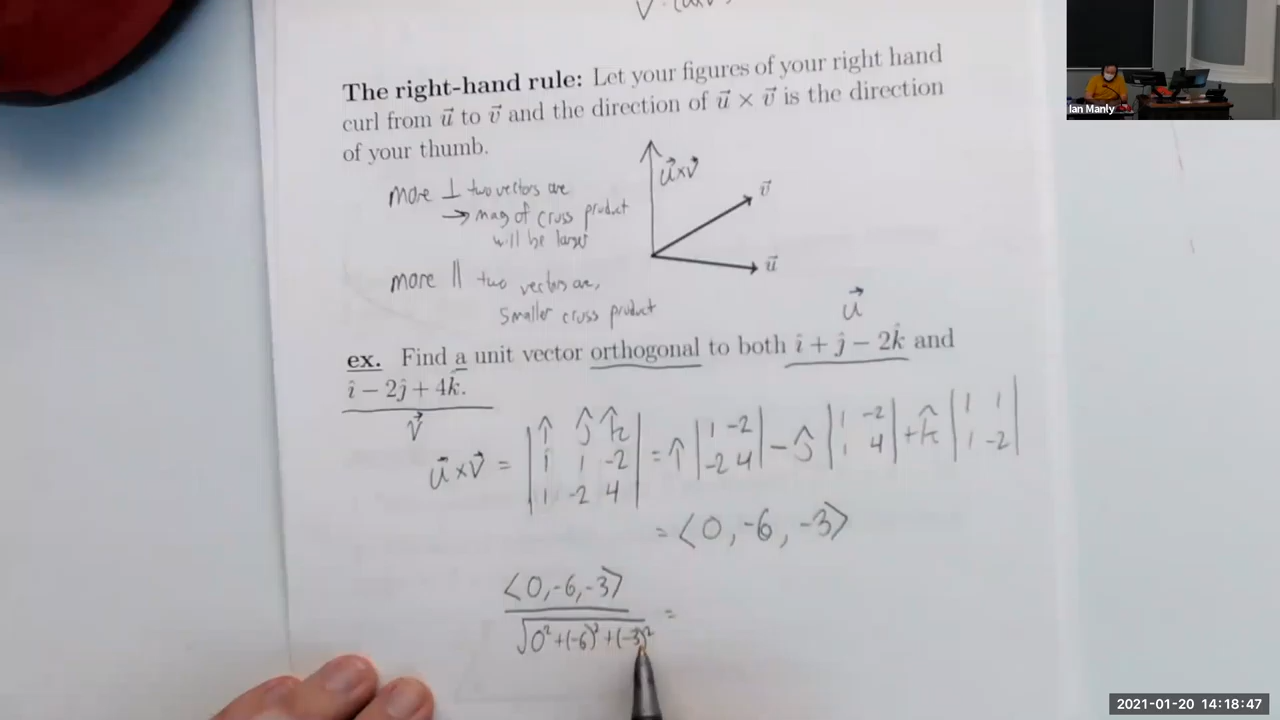 The right-hand rule: Let your figures of your right hand
curl from u⃗ to v⃗ and the direction of u⃗ × v⃗ is the direction
of your thumb.
more ⊥ two vectors are
→ mag of cross product
will be larger
more || two vectors are,
smaller cross product
u⃗×v⃗
v⃗
u⃗
u⃗
ex. Find a unit vector orthogonal to both î + ĵ − 2k̂ and
î − 2ĵ + 4k̂.
v⃗
u⃗×v⃗ = |î ĵ k̂; 1 1 -2; 1 -2 4| = î |1 -2; -2 4| − ĵ |1 -2; 1 4| + k̂ |1 1; 1 -2|
= ⟨0, -6, -3⟩
⟨0, -6, -3⟩ =
√0² + (-6)² + (-3)²
Ian Manly
2021-01-20 14:18:47